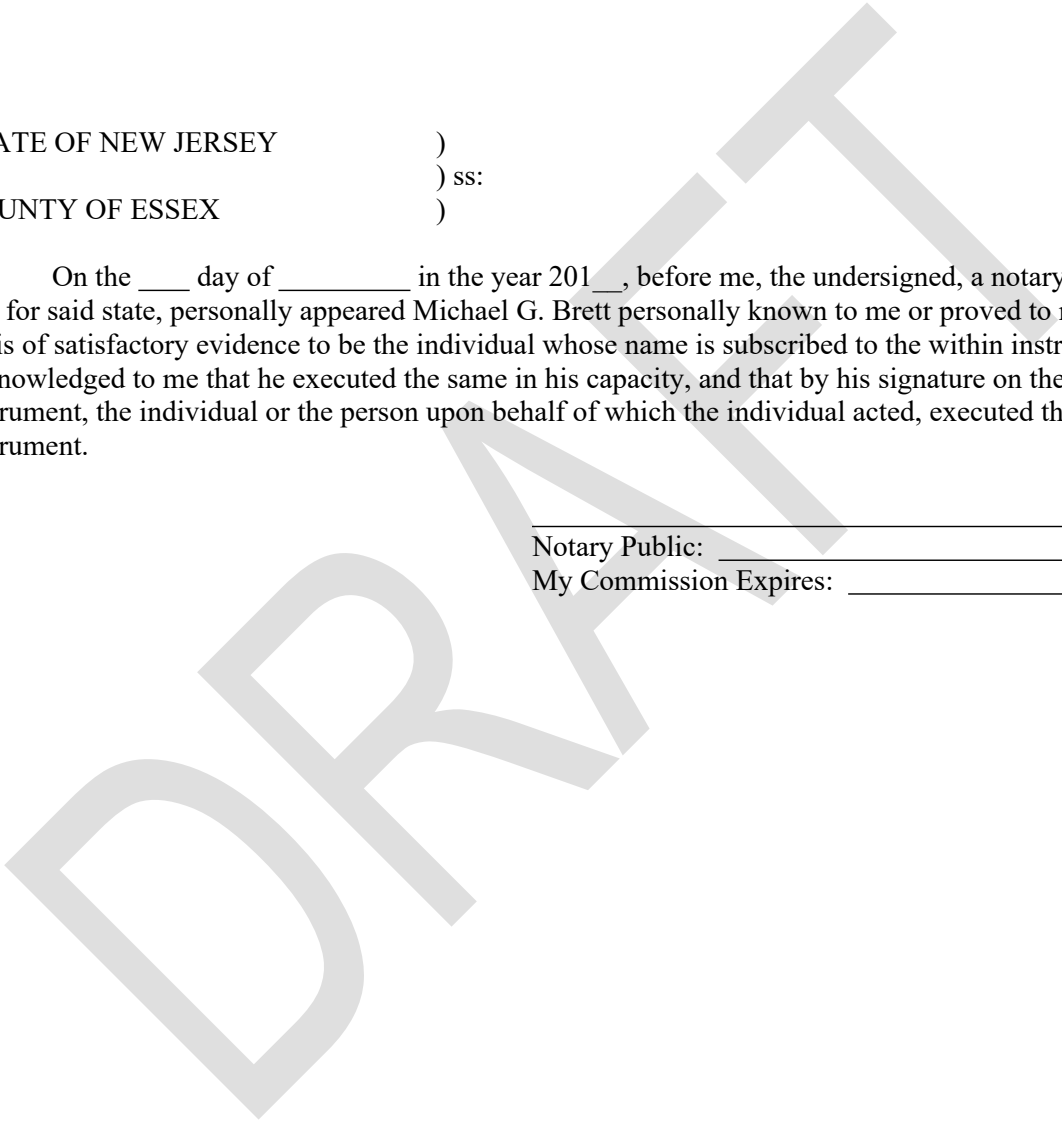 ATE OF NEW JERSEY )
) ss:
UNTY OF ESSEX )
On the ____ day of __________ in the year 201__, before me, the undersigned, a notary
for said state, personally appeared Michael G. Brett personally known to me or proved to
is of satisfactory evidence to be the individual whose name is subscribed to the within instr
nowledged to me that he executed the same in his capacity, and that by his signature on the
rument, the individual or the person upon behalf of which the individual acted, executed th
rument.
Notary Public: ____________________
My Commission Expires: ____________________
DRAFT